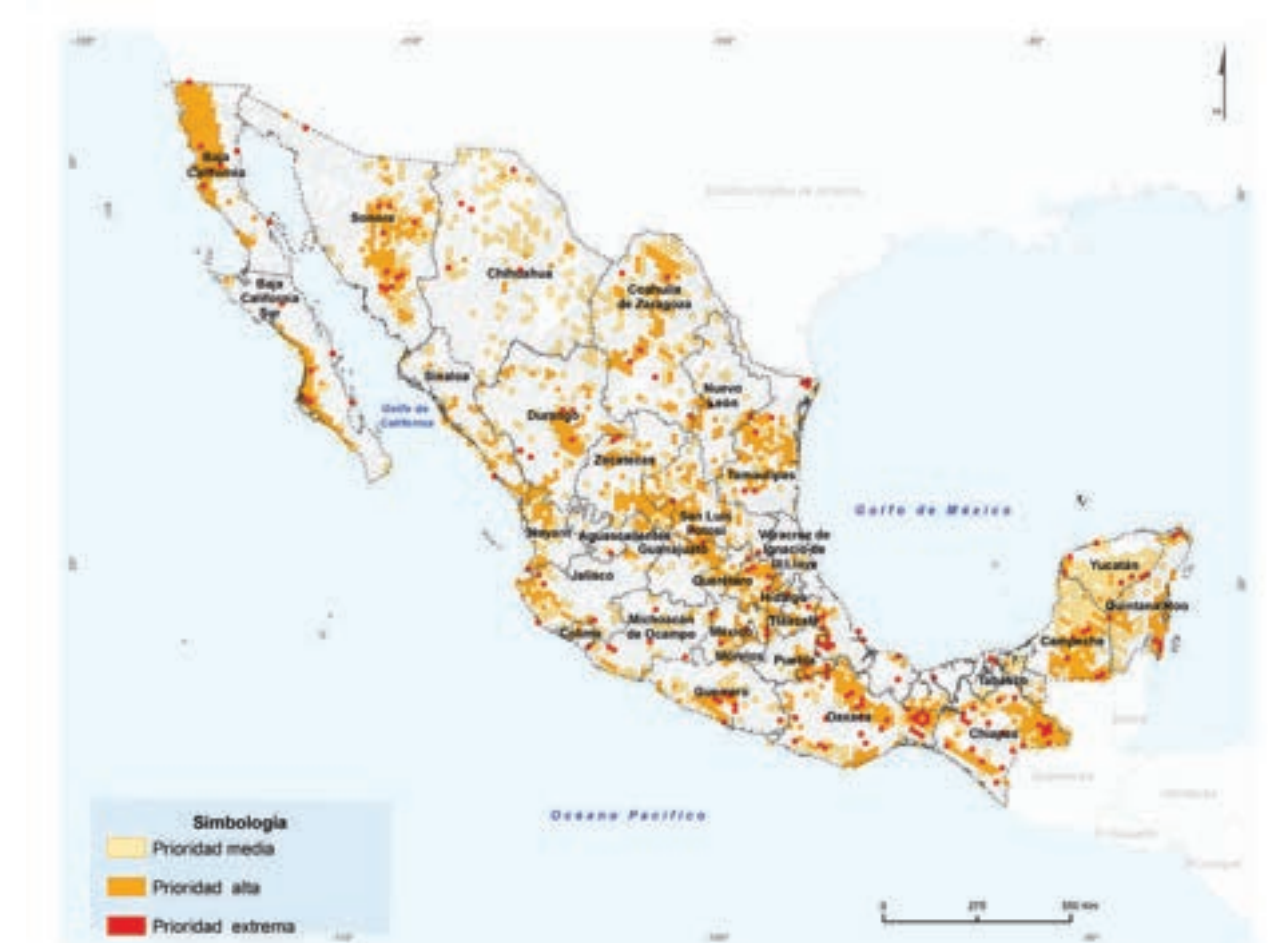 Baja
California
Sonora
Chihuahua
Baja
California
Sur
Coahuila
de Zaragoza
Sinaloa
Nuevo
León
Golfo de
California
Durango
Zacatecas
Tamaulipas
Golfo de México
San Luis
Potosí
Nayarit
Aguascalientes
Guanajuato
Veracruz de
Ignacio de
la Llave
Yucatán
Jalisco
Querétaro
Quintana Roo
Hidalgo
Michoacán
de Ocampo
México
Tlaxcala
Colima
Campeche
Morelos
Puebla
Tabasco
Guerrero
Oaxaca
Chiapas
Océano Pacífico
Simbología
Prioridad media
Prioridad alta
Prioridad extrema